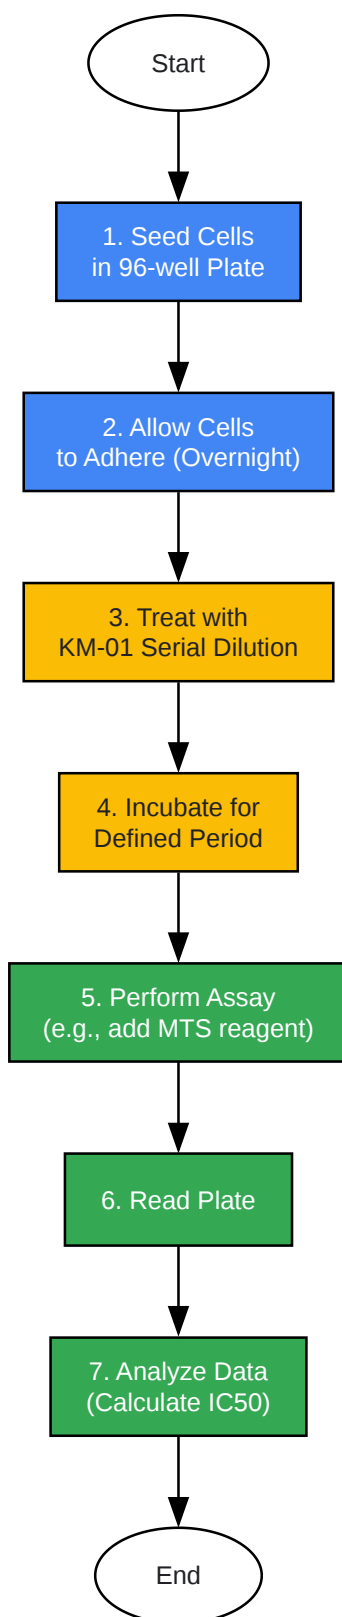 Start
1. Seed Cells
in 96-well Plate
2. Allow Cells
to Adhere (Overnight)
3. Treat with
KM-01 Serial Dilution
4. Incubate for
Defined Period
5. Perform Assay
(e.g., add MTS reagent)
6. Read Plate
7. Analyze Data
(Calculate IC50)
End